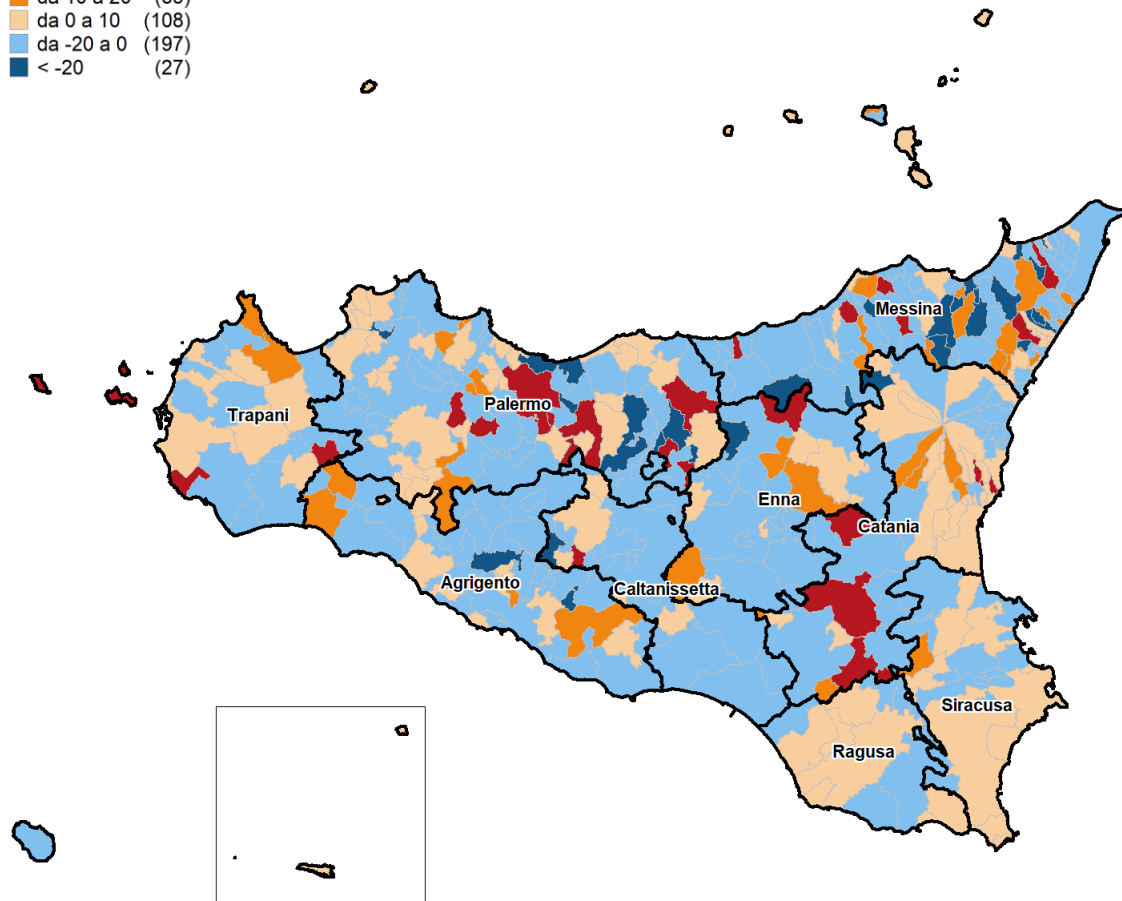 da 0 a 10 (108)
da -20 a 0 (197)
< -20 (27)
Messina
Palermo
Trapani
Enna
Catania
Agrigento
Caltanissetta
Siracusa
Ragusa